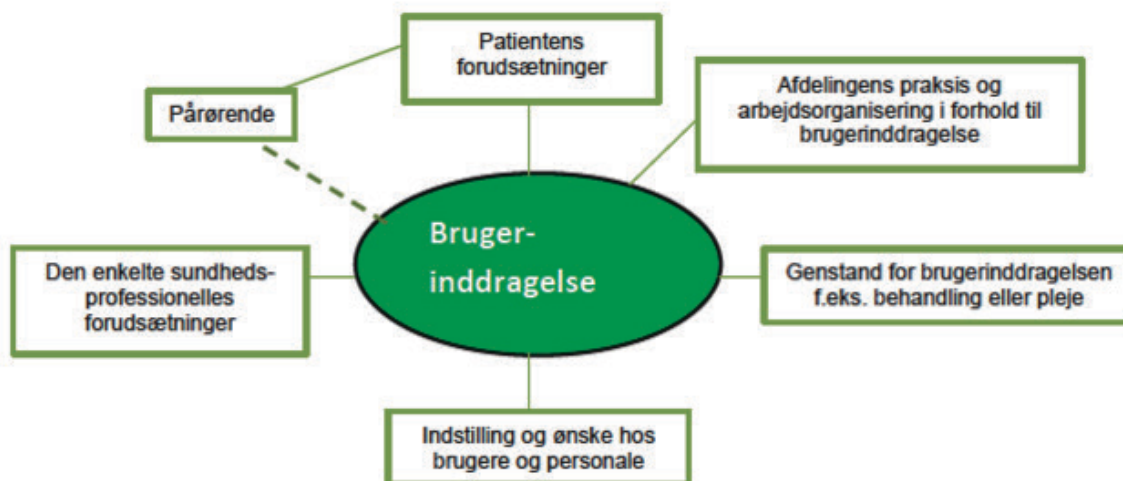 Patientens
forudsætninger
Pårørende
Afdelingens praksis og
arbejdsorganisering i forhold til
brugerinddragelse
Bruger-
inddragelse
Den enkelte sundheds-
professionelles
forudsætninger
Genstand for brugerinddragelsen
f.eks. behandling eller pleje
Indstilling og ønske hos
brugere og personale